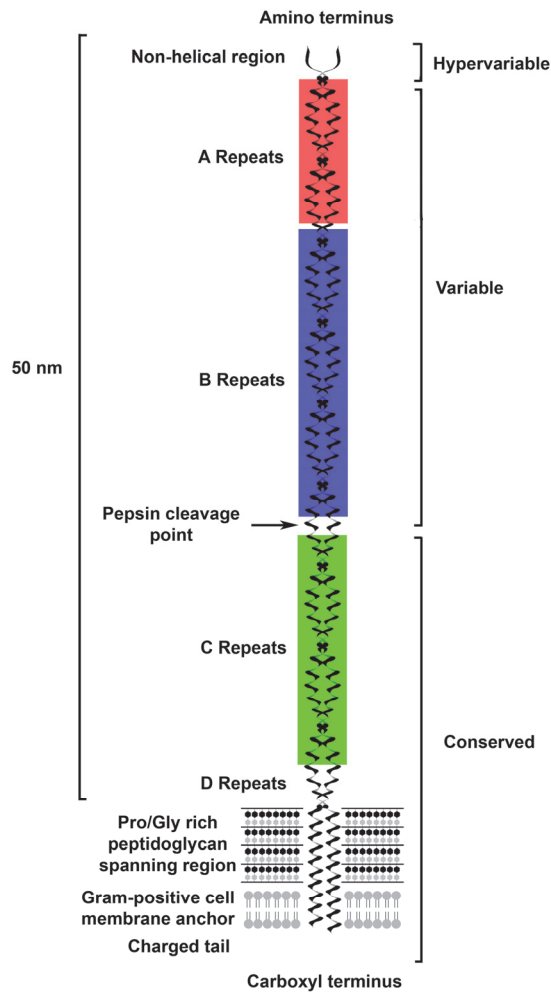 Amino terminus
Non-helical region
Hypervariable
A Repeats
Variable
50 nm
B Repeats
Pepsin cleavage
point
C Repeats
Conserved
D Repeats
Pro/Gly rich
peptidoglycan
spanning region
Gram-positive cell
membrane anchor
Charged tail
Carboxyl terminus